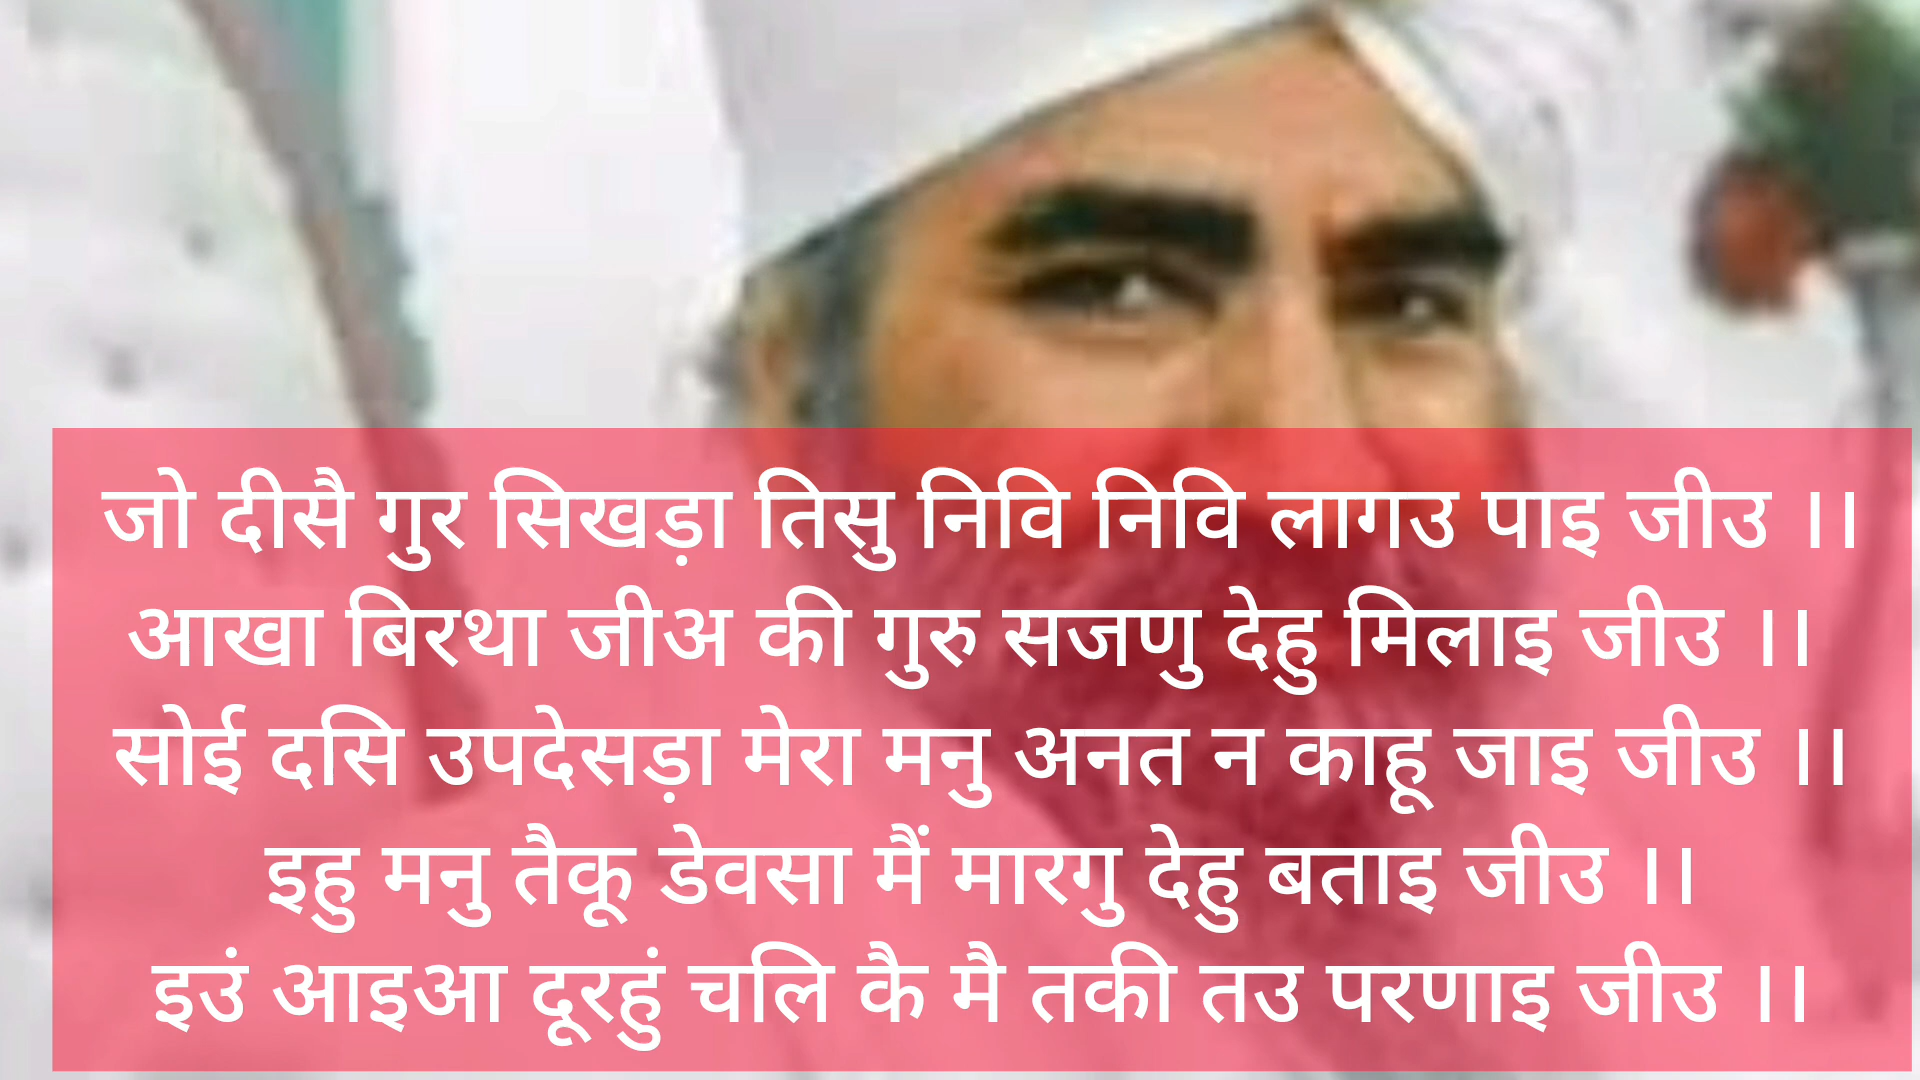 जो दीसै गुर सिखड़ा तिसु निवि निवि लागउ पाइ जीउ ।।
आखा बिरथा जीअ की गुरु सजणु देहु मिलाइ जीउ ।।
सोई दसि उपदेसड़ा मेरा मनु अनत न काहू जाइ जीउ ।।
इहु मनु तैकू डेवसा मैं मारगु देहु बताइ जीउ ।।
इउं आइआ दूरहुं चलि कै मै तकी तउ परणाइ जीउ ।।